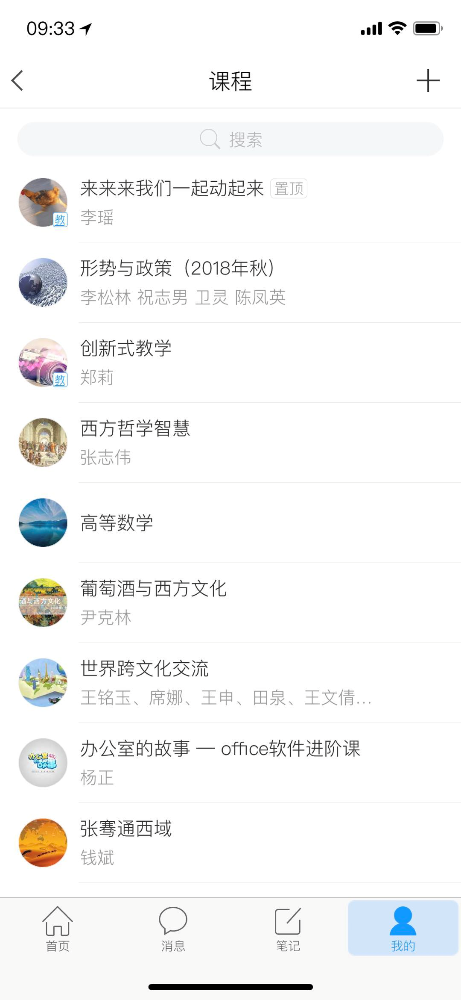 09:33
课程
搜索
来来来我们一起动起来 置顶
教
李瑶
形势与政策（2018年秋）
李松林 祝志男 卫灵 陈凤英
创新式教学
教
郑莉
西方哲学智慧
张志伟
高等数学
葡萄酒与西方文化
酒与西方文化
尹克林
世界跨文化交流
王铭玉、席娜、王申、田泉、王文倩...
办公室的故事 — office软件进阶课
办公室的故事
杨正
张骞通西域
钱斌
首页
消息
笔记
我的